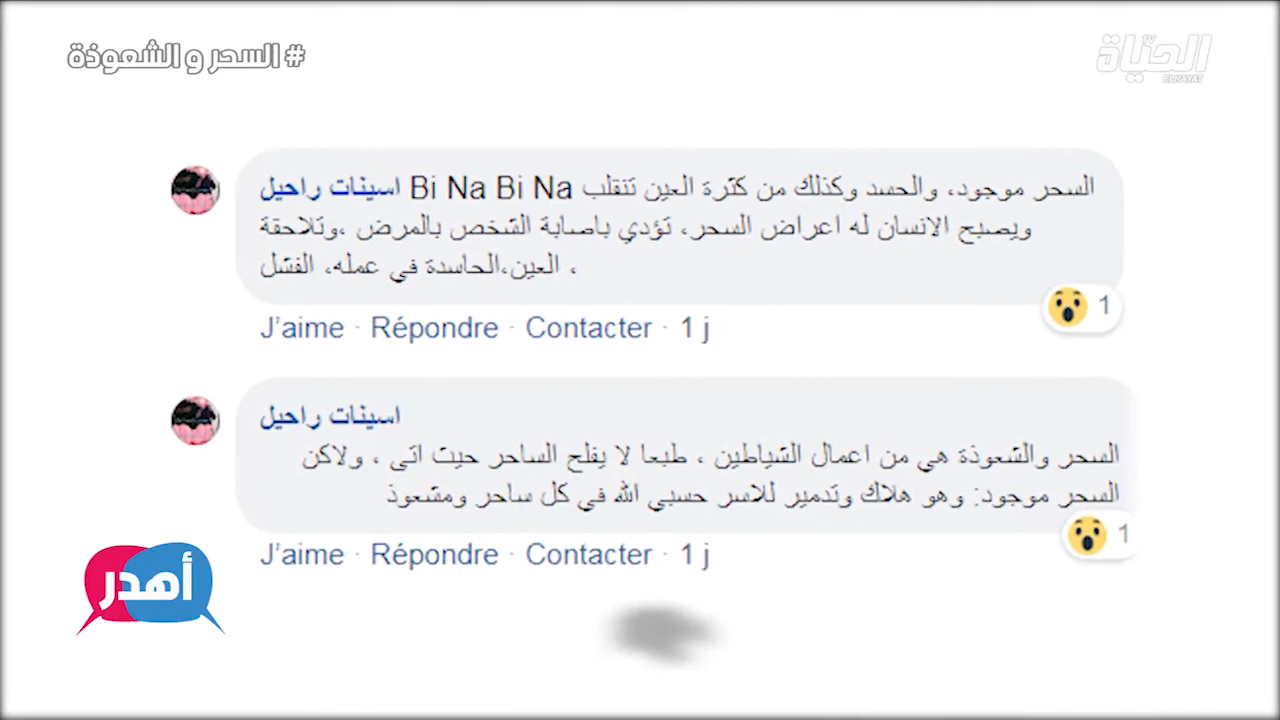 #السحر و الشعوذة
الحياة TV
ELHAYAT
اسينات راحيل Bi Na Bi Na السحر موجود، والحسد وكذلك من كثرة العين تنقلب
ويصبح الانسان له اعراض السحر، تؤدي باصابة الشخص بالمرض ،وتلاحقة
، العين،الحاسدة في عمله، الفشل
1
J'aime · Répondre · Contacter · 1 j
اسينات راحيل
السحر والشعوذة هي من اعمال الشياطين ، طبعا لا يفلح الساحر حيث اتى ، ولاكن
السحر موجود: وهو هلاك وتدمير للاسر حسبي الله في كل ساحر ومشعوذ
1
J'aime · Répondre · Contacter · 1 j
أهدر